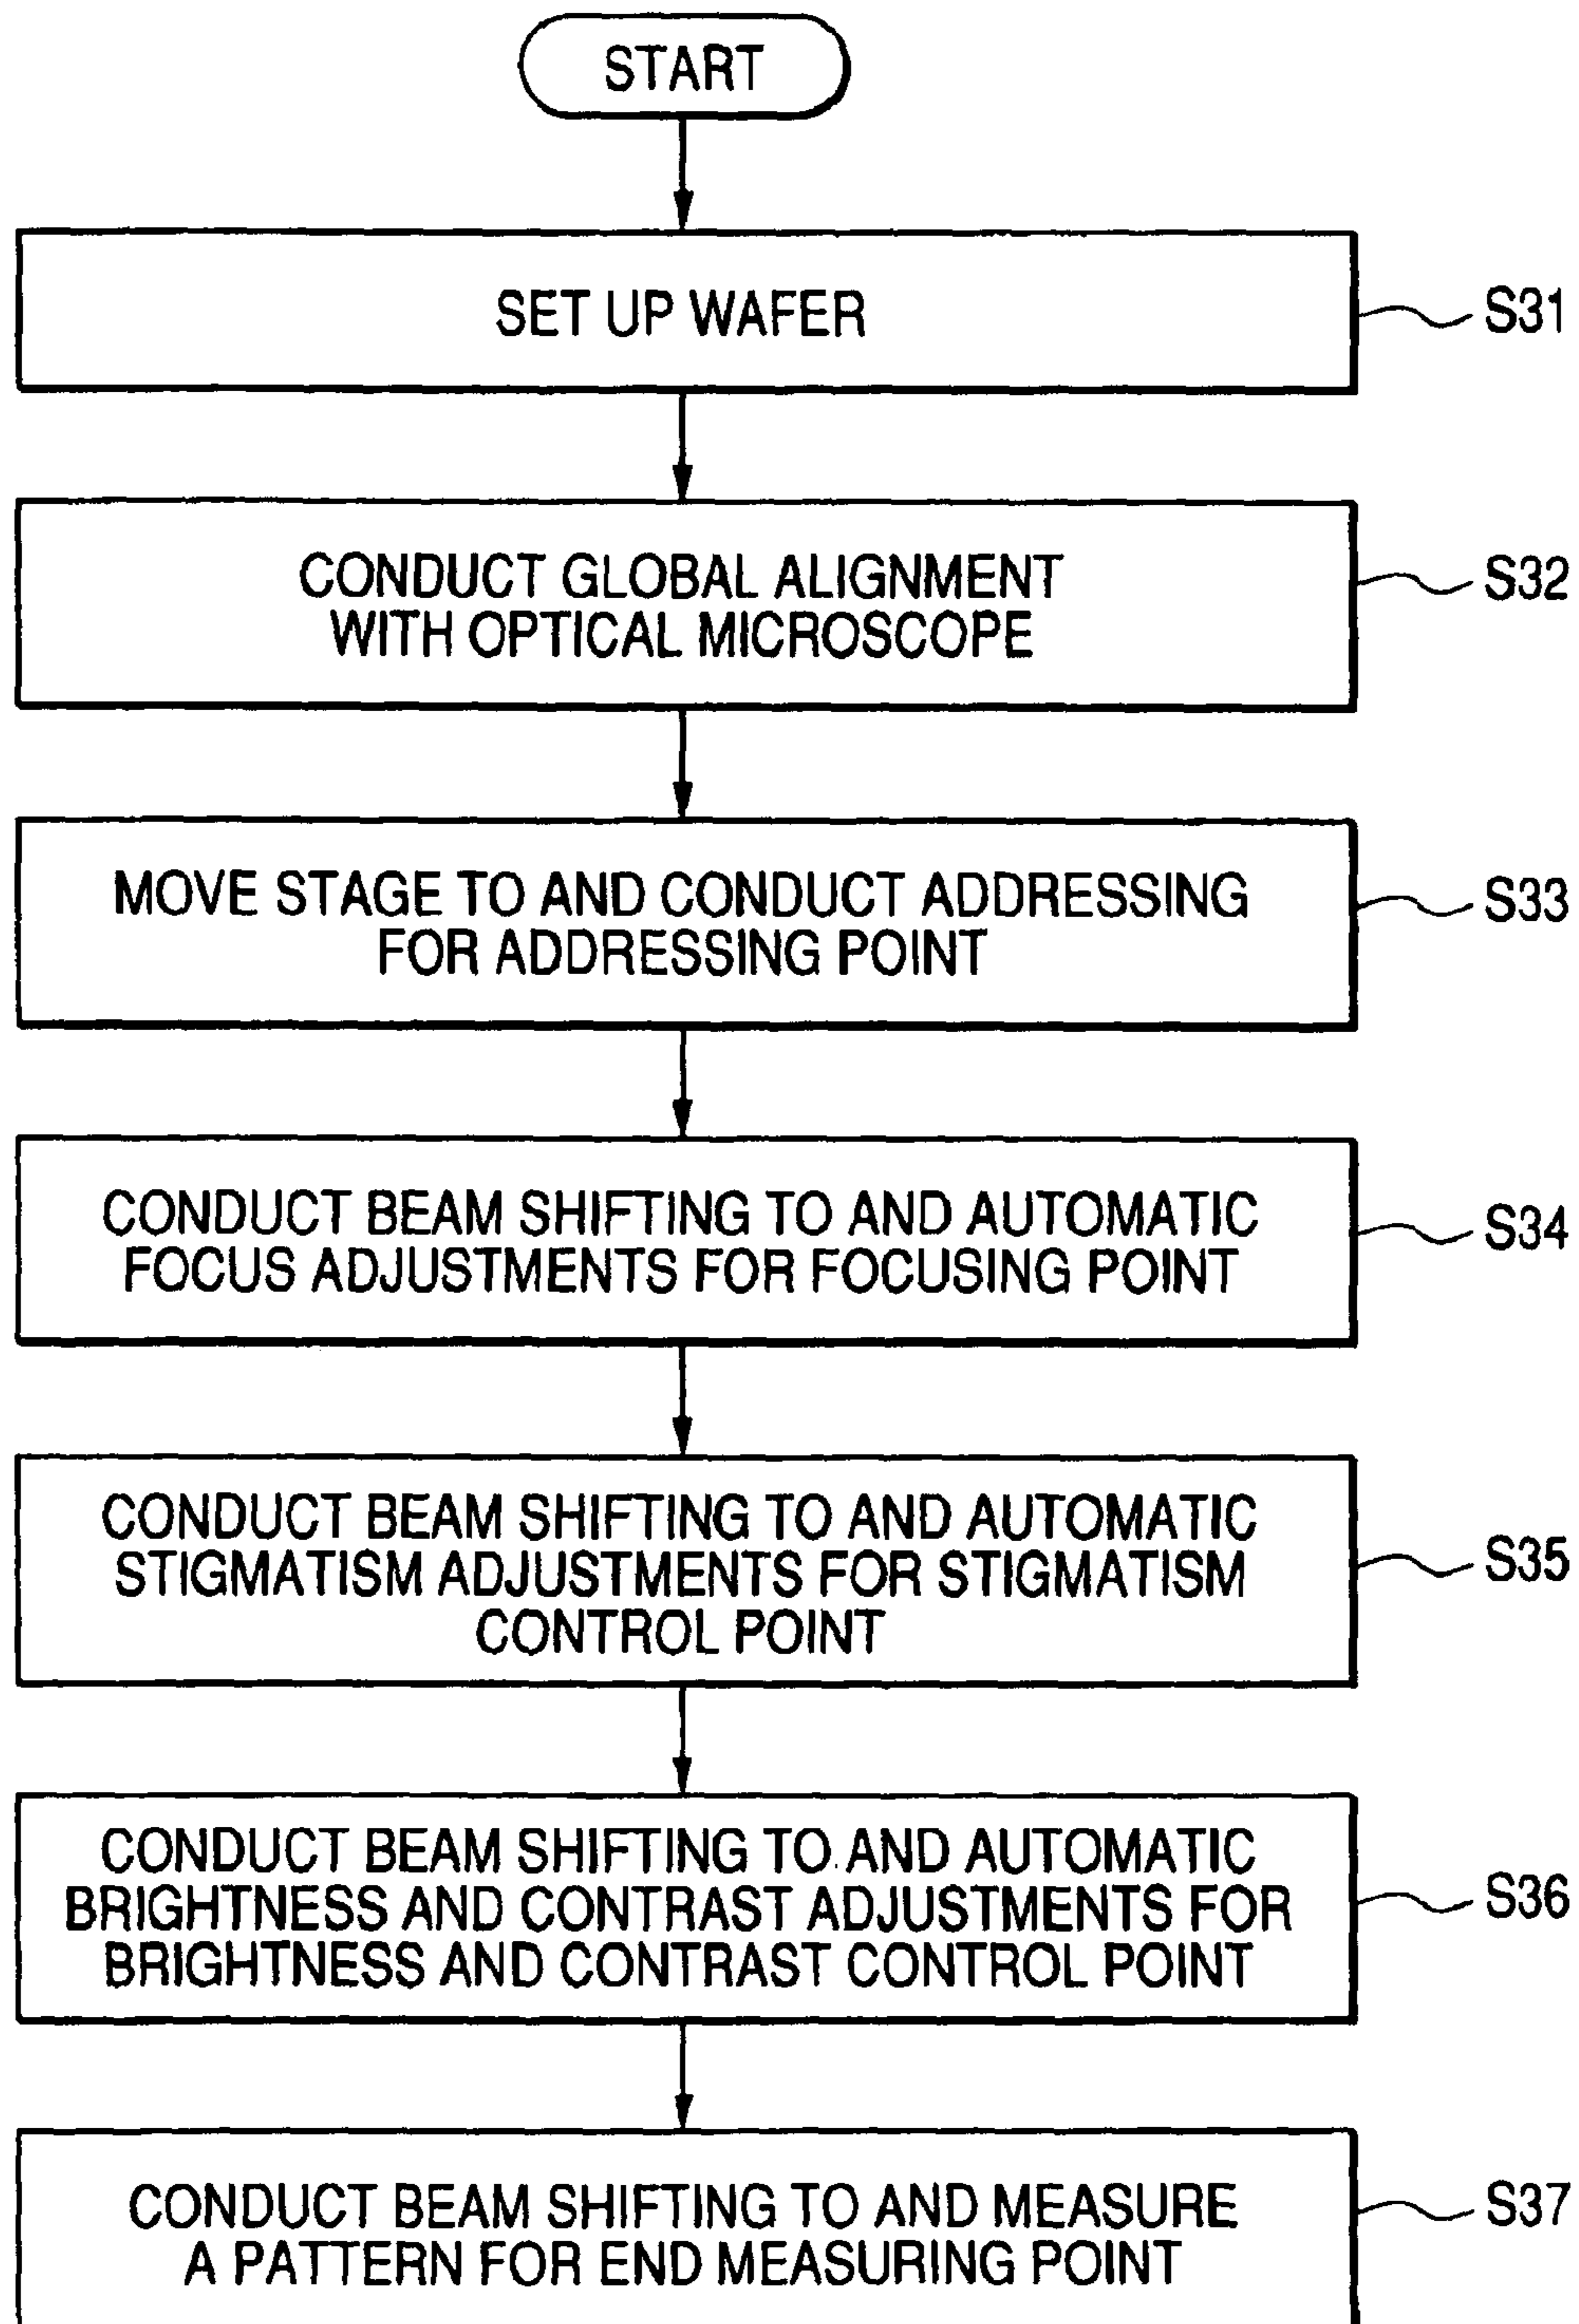 START
SET UP WAFER
S31
CONDUCT GLOBAL ALIGNMENT
WITH OPTICAL MICROSCOPE
S32
MOVE STAGE TO AND CONDUCT ADDRESSING
FOR ADDRESSING POINT
S33
CONDUCT BEAM SHIFTING TO AND AUTOMATIC
FOCUS ADJUSTMENTS FOR FOCUSING POINT
S34
CONDUCT BEAM SHIFTING TO AND AUTOMATIC
STIGMATISM ADJUSTMENTS FOR STIGMATISM
CONTROL POINT
S35
CONDUCT BEAM SHIFTING TO AND AUTOMATIC
BRIGHTNESS AND CONTRAST ADJUSTMENTS FOR
BRIGHTNESS AND CONTRAST CONTROL POINT
S36
CONDUCT BEAM SHIFTING TO AND MEASURE
A PATTERN FOR END MEASURING POINT
S37